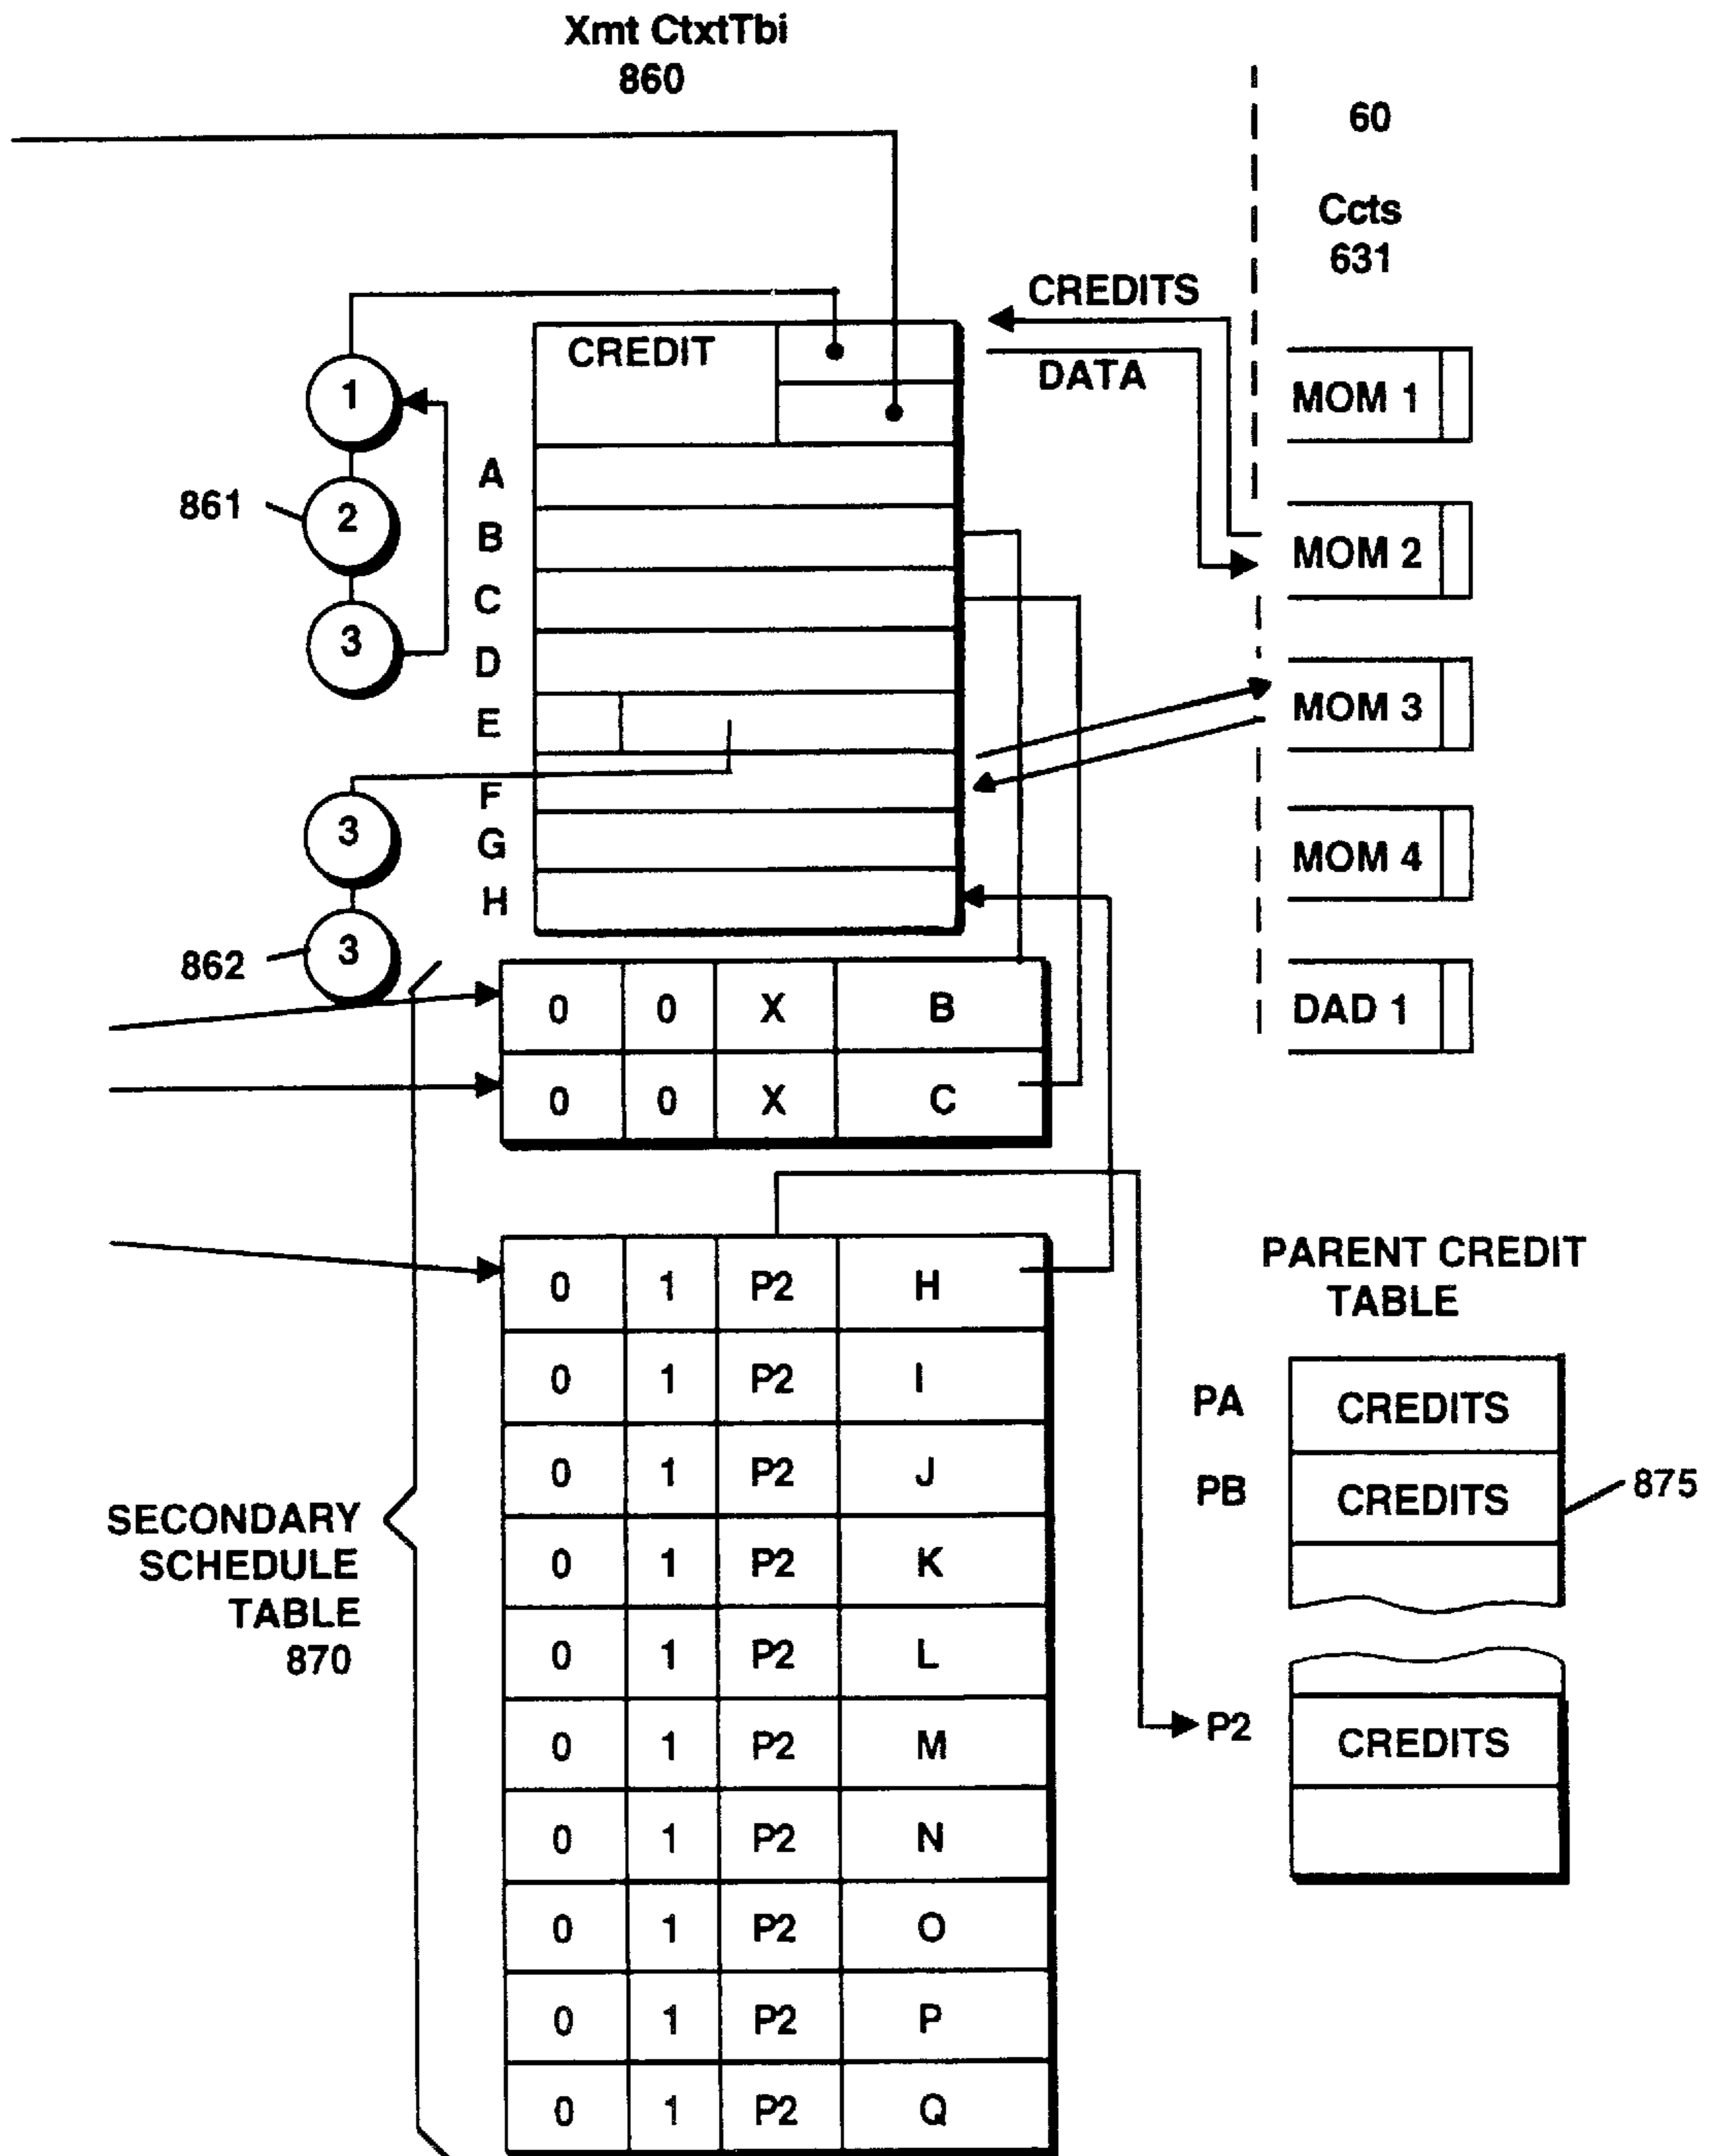 Xmt CtxtTbi
860
60
Ccts
631
CREDITS
DATA
CREDIT
1
2
3
861
A
B
C
D
E
F
G
H
3
3
862
MOM 1
MOM 2
MOM 3
MOM 4
DAD 1
0 0 X B
0 0 X C
0 1 P2 H
0 1 P2 I
0 1 P2 J
0 1 P2 K
0 1 P2 L
0 1 P2 M
0 1 P2 N
0 1 P2 O
0 1 P2 P
0 1 P2 Q
SECONDARY
SCHEDULE
TABLE
870
PARENT CREDIT
TABLE
PA CREDITS
PB CREDITS
875
P2 CREDITS